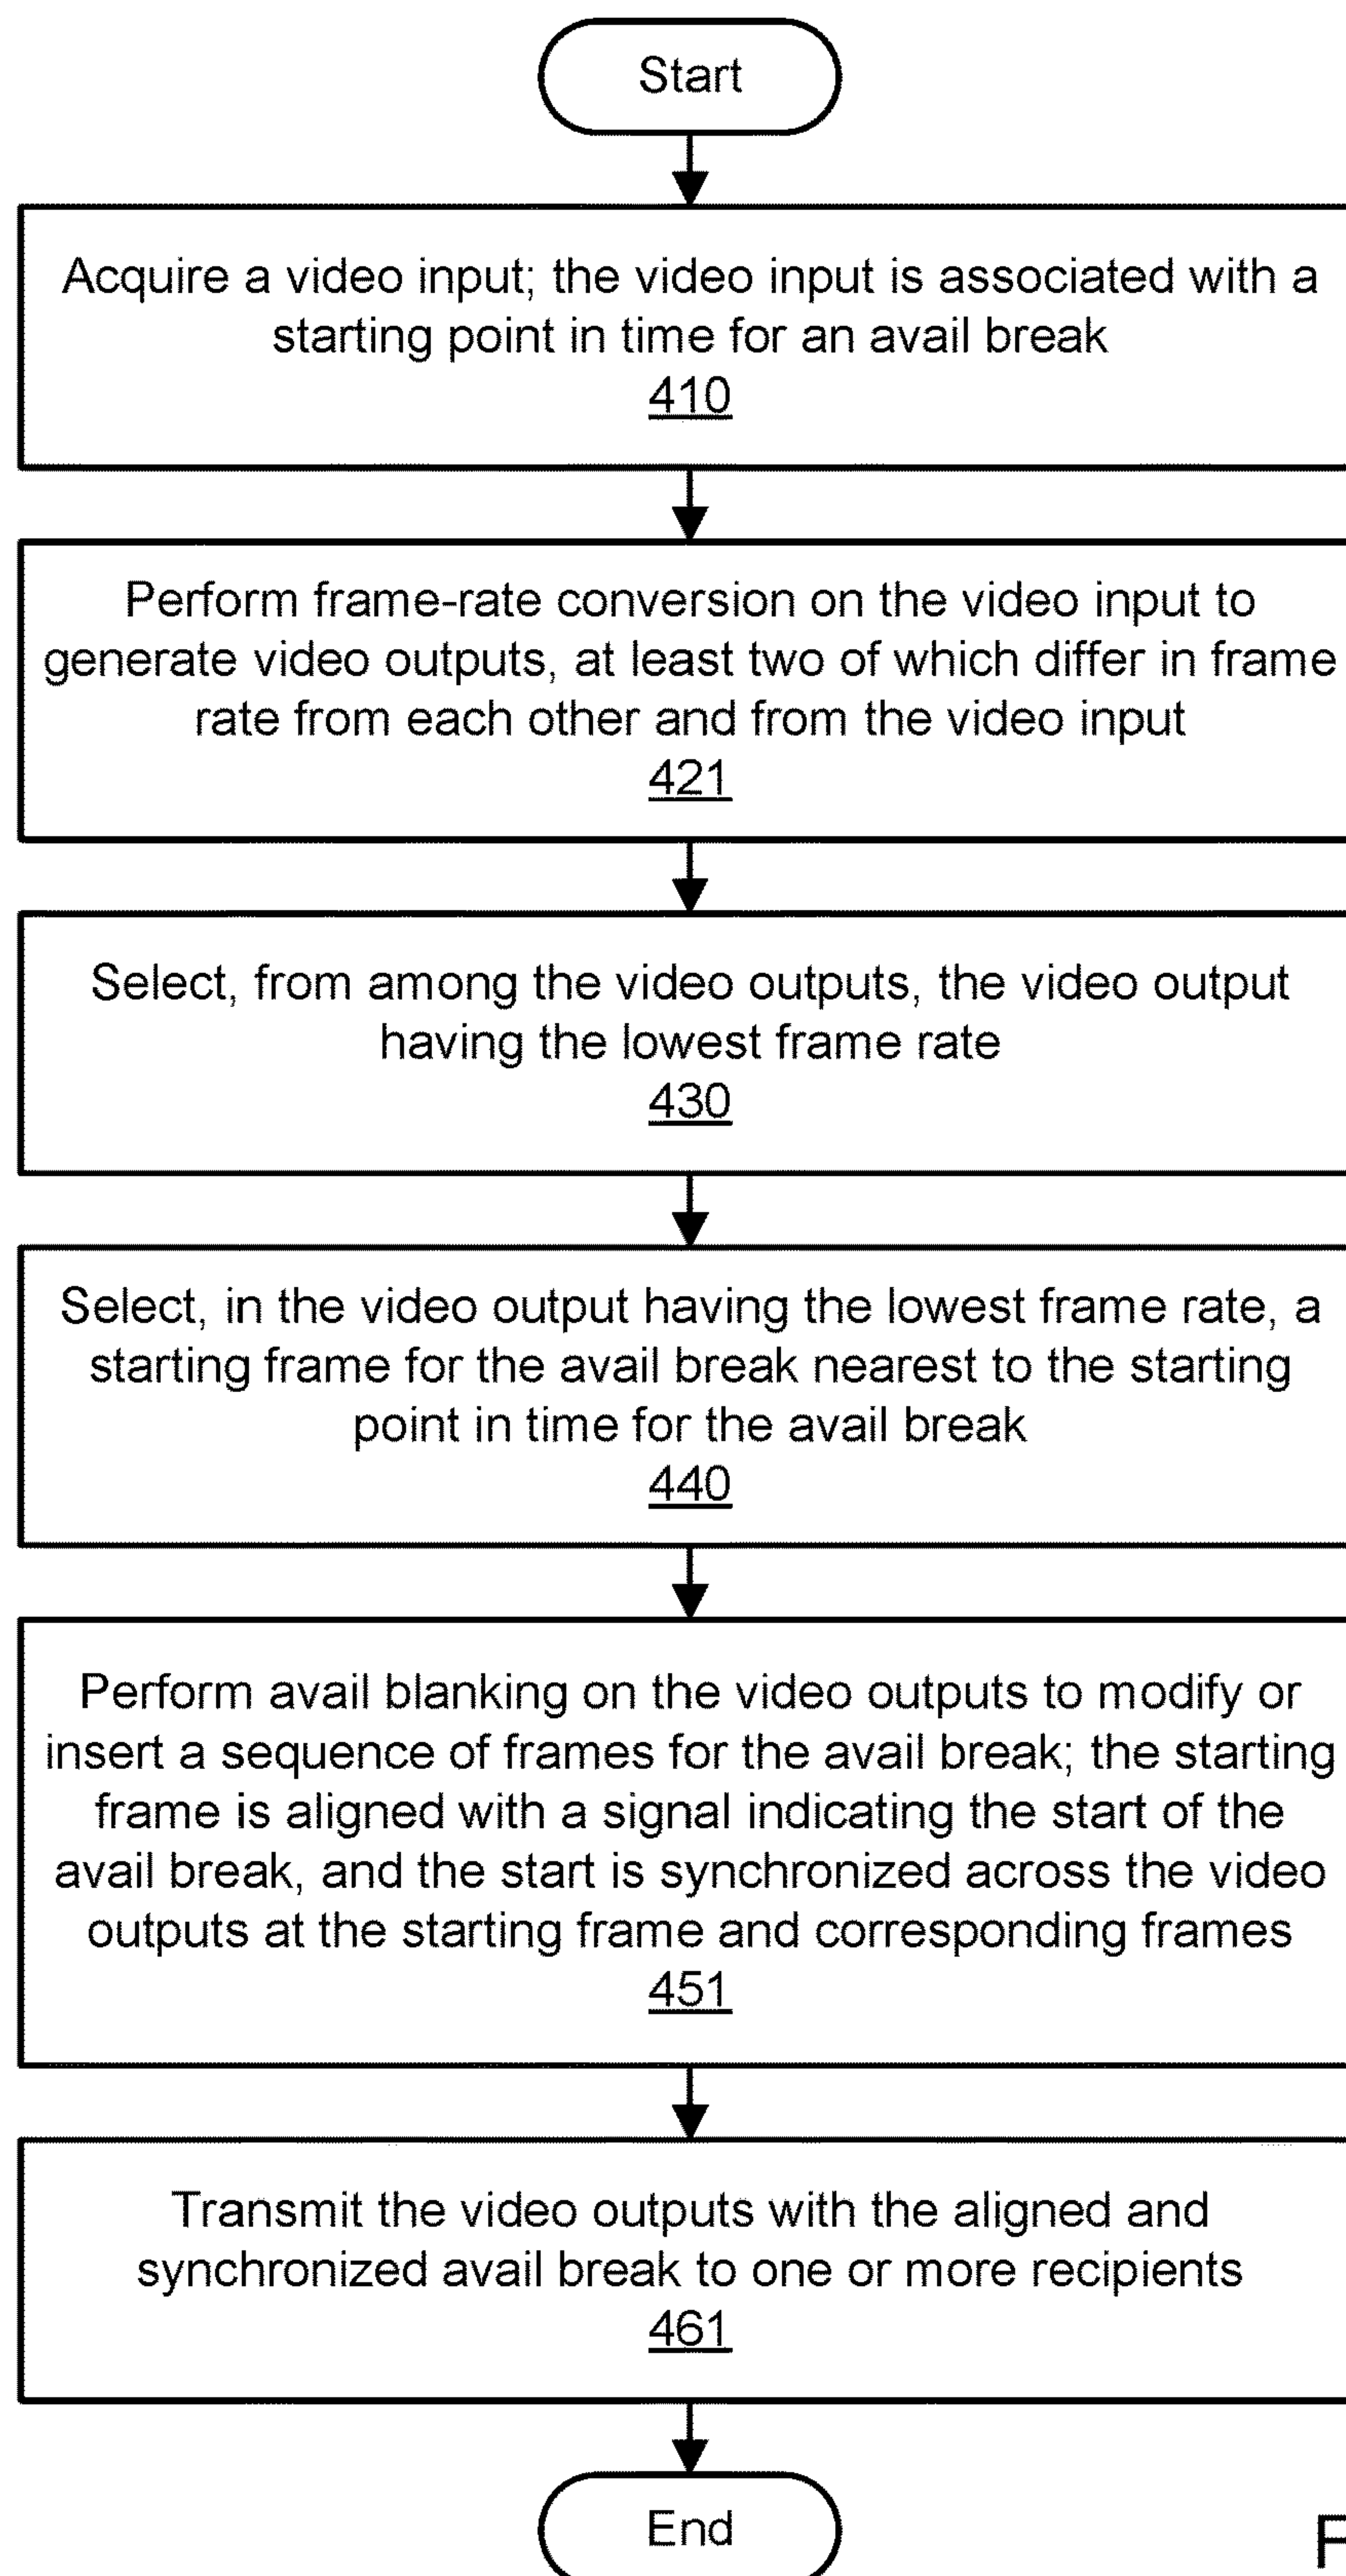 Start
Acquire a video input; the video input is associated with a
starting point in time for an avail break
410
Perform frame-rate conversion on the video input to
generate video outputs, at least two of which differ in frame
rate from each other and from the video input
421
Select, from among the video outputs, the video output
having the lowest frame rate
430
Select, in the video output having the lowest frame rate, a
starting frame for the avail break nearest to the starting
point in time for the avail break
440
Perform avail blanking on the video outputs to modify or
insert a sequence of frames for the avail break; the starting
frame is aligned with a signal indicating the start of the
avail break, and the start is synchronized across the video
outputs at the starting frame and corresponding frames
451
Transmit the video outputs with the aligned and
synchronized avail break to one or more recipients
461
End